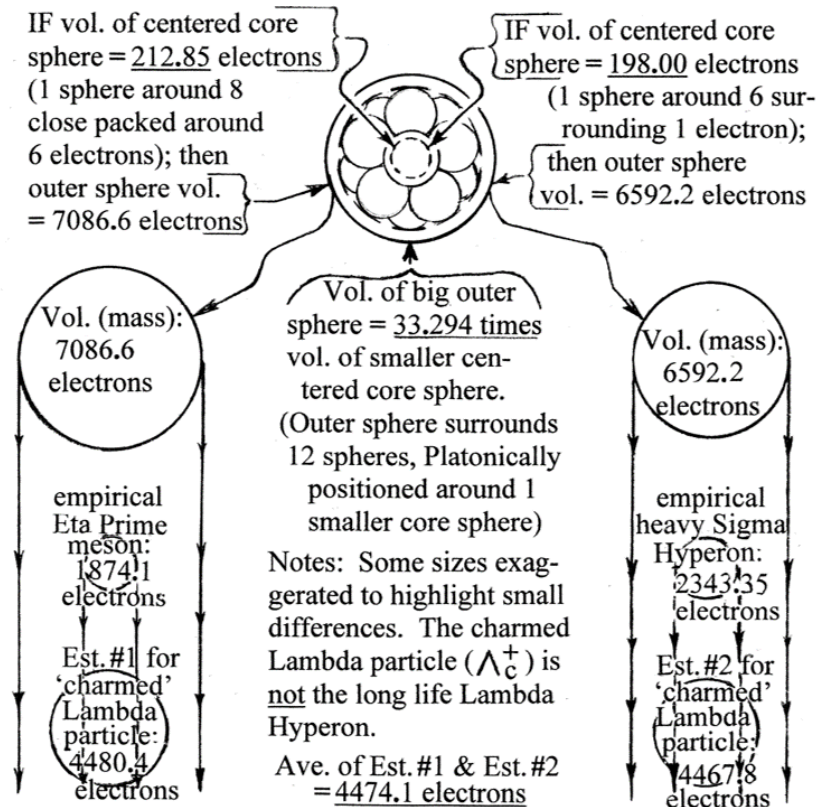 IF vol. of centered core
sphere = 212.85 electrons
(1 sphere around 8
close packed around
6 electrons); then
outer sphere vol.
= 7086.6 electrons
IF vol. of centered core
sphere = 198.00 electrons
(1 sphere around 6 sur-
rounding 1 electron);
then outer sphere
vol. = 6592.2 electrons
Vol. (mass):
7086.6
electrons
Vol. of big outer
sphere = 33.294 times
vol. of smaller cen-
tered core sphere.
(Outer sphere surrounds
12 spheres, Platonically
positioned around 1
smaller core sphere)
Vol. (mass):
6592.2
electrons
empirical
Eta Prime
meson:
1874.1
electrons
Est. #1 for
‘charmed’
Lambda
particle:
4480.4
electrons
Notes: Some sizes exag-
gerated to highlight small
differences. The charmed
Lambda particle (Λc+) is
not the long life Lambda
Hyperon.
Ave. of Est. #1 & Est. #2
= 4474.1 electrons
empirical
heavy Sigma
Hyperon:
2343.35
electrons
Est. #2 for
‘charmed’
Lambda
particle:
4467.8
electrons